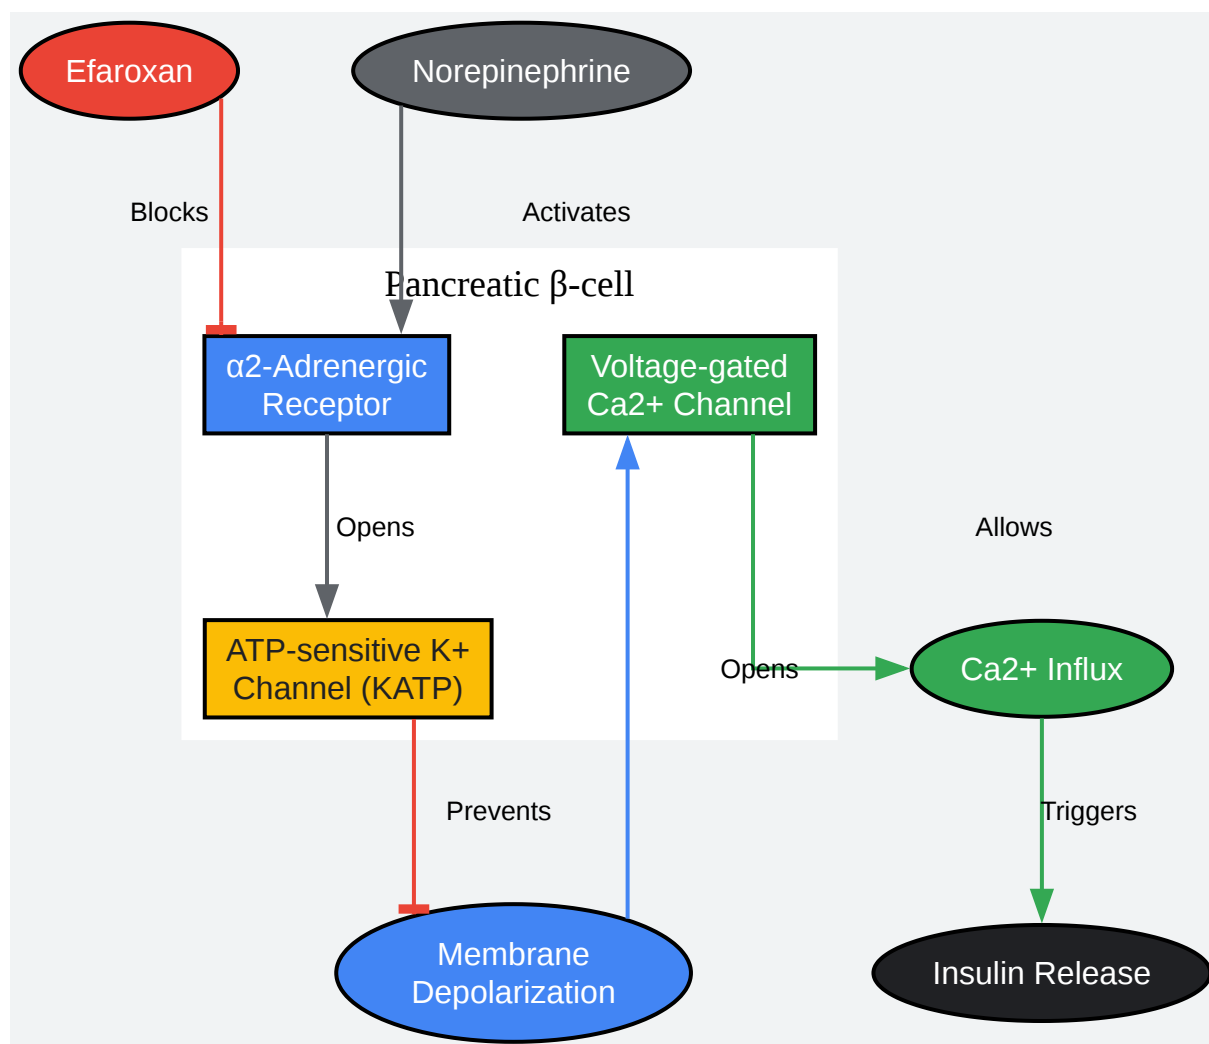 Efaroxan
Norepinephrine
Blocks
Activates
Pancreatic β-cell
α2-Adrenergic
Receptor
Voltage-gated
Ca2+ Channel
Opens
Allows
ATP-sensitive K+
Channel (KATP)
Opens
Ca2+ Influx
Prevents
Triggers
Membrane
Depolarization
Insulin Release